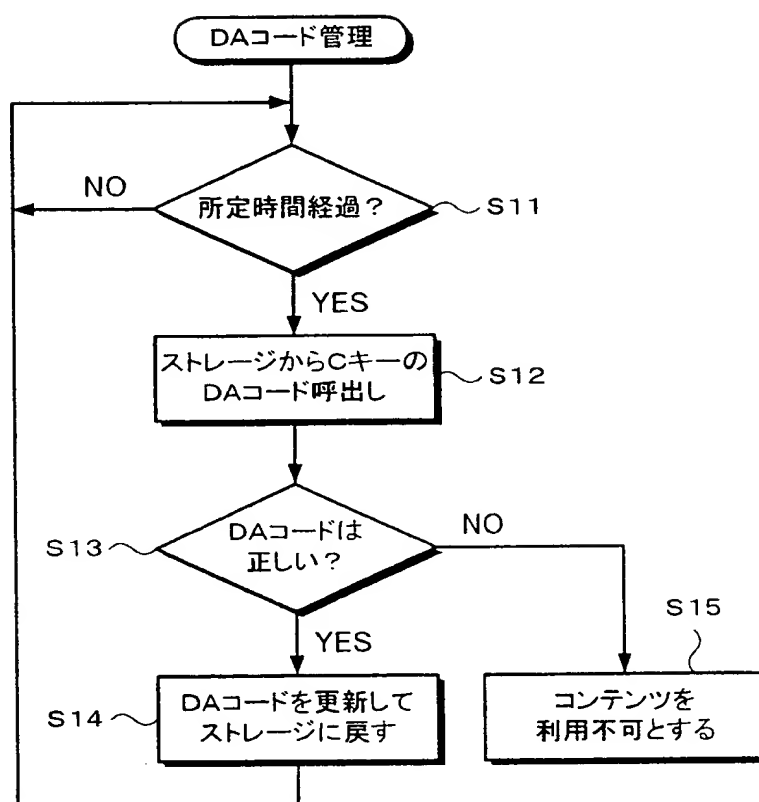 DAコード管理
所定時間経過？
NO
S11
YES
ストレージからCキーの
DAコード呼出し
S12
DAコードは
正しい？
S13
NO
YES
S15
DAコードを更新して
ストレージに戻す
S14
コンテンツを
利用不可とする